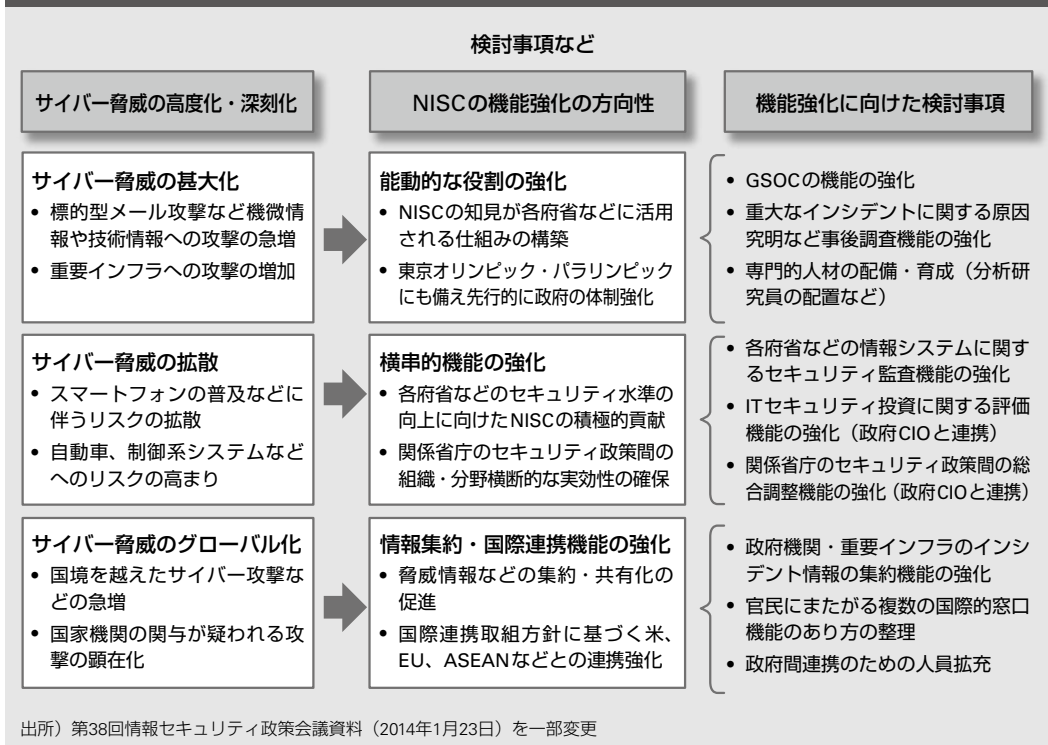 検討事項など
サイバー脅威の高度化・深刻化
NISCの機能強化の方向性
機能強化に向けた検討事項
サイバー脅威の甚大化
• 標的型メール攻撃など機微情
報や技術情報への攻撃の急増
• 重要インフラへの攻撃の増加
能動的な役割の強化
• NISCの知見が各府省などに活用
される仕組みの構築
• 東京オリンピック・パラリンピック
にも備え先行的に政府の体制強化
• GSOCの機能の強化
• 重大なインシデントに関する原因
究明など事後調査機能の強化
• 専門的人材の配備・育成（分析研
究員の配置など）
サイバー脅威の拡散
• スマートフォンの普及などに
伴うリスクの拡散
• 自動車、制御系システムなど
へのリスクの高まり
横串的機能の強化
• 各府省などのセキュリティ水準の
向上に向けたNISCの積極的貢献
• 関係省庁のセキュリティ政策間の
組織・分野横断的な実効性の確保
• 各府省などの情報システムに関す
るセキュリティ監査機能の強化
• ITセキュリティ投資に関する評価
機能の強化（政府CIOと連携）
• 関係省庁のセキュリティ政策間の総
合調整機能の強化（政府CIOと連携）
サイバー脅威のグローバル化
• 国境を越えたサイバー攻撃な
どの急増
• 国家機関の関与が疑われる攻
撃の顕在化
情報集約・国際連携機能の強化
• 脅威情報などの集約・共有化の
促進
• 国際連携取組方針に基づく米、
EU、ASEANなどとの連携強化
• 政府機関・重要インフラのインシ
デント情報の集約機能の強化
• 官民にまたがる複数の国際的窓口
機能のあり方の整理
• 政府間連携のための人員拡充
出所）第38回情報セキュリティ政策会議資料（2014年1月23日）を一部変更